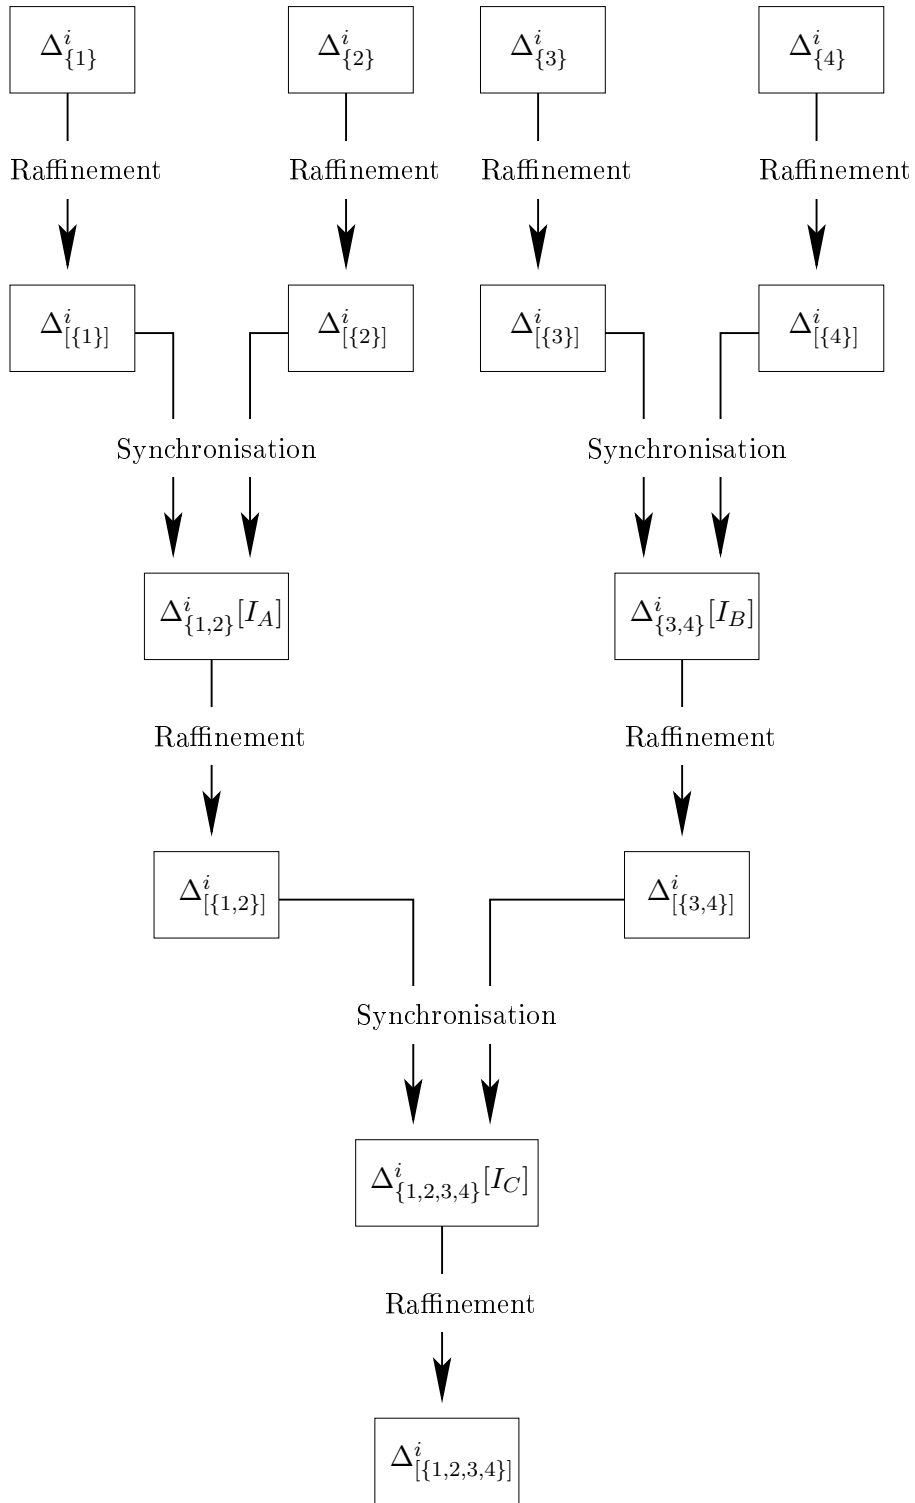 Δ^i_{1} Δ^i_{2} Δ^i_{3} Δ^i_{4}
Raffinement Raffinement Raffinement Raffinement
Δ^i_[{1}] Δ^i_[{2}] Δ^i_[{3}] Δ^i_[{4}]
Synchronisation Synchronisation
Δ^i_{1,2}[I_A] Δ^i_{3,4}[I_B]
Raffinement Raffinement
Δ^i_[{1,2}] Δ^i_[{3,4}]
Synchronisation
Δ^i_{1,2,3,4}[I_C]
Raffinement
Δ^i_[{1,2,3,4}]